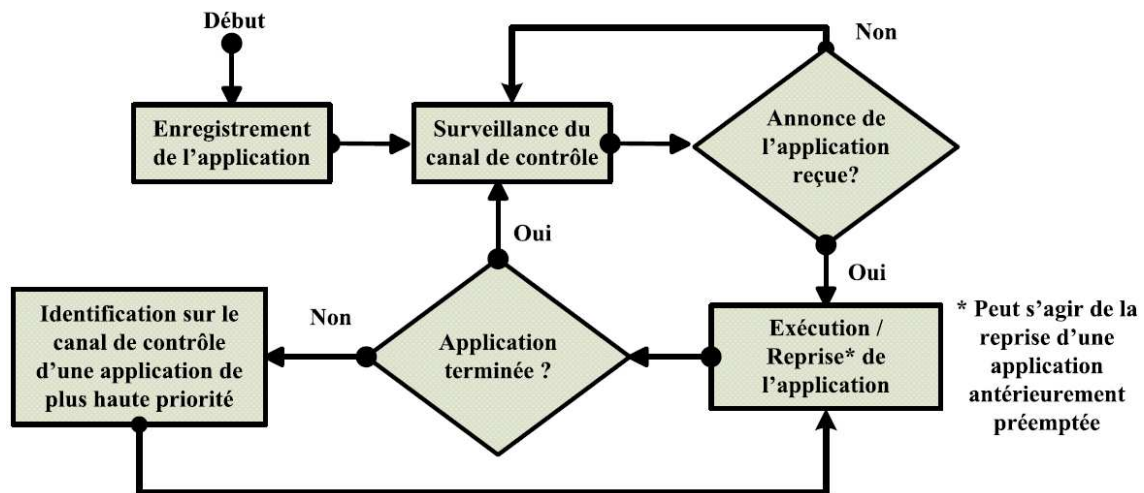 Début
Non
Enregistrement
de l’application
Surveillance du
canal de contrôle
Annonce de
l’application
reçue?
Oui
Oui
Identification sur le
canal de contrôle
d’une application de
plus haute priorité
Non
Application
terminée ?
Exécution /
Reprise* de
l’application
* Peut s’agir de la
reprise d’une
application
antérieurement
préemptée